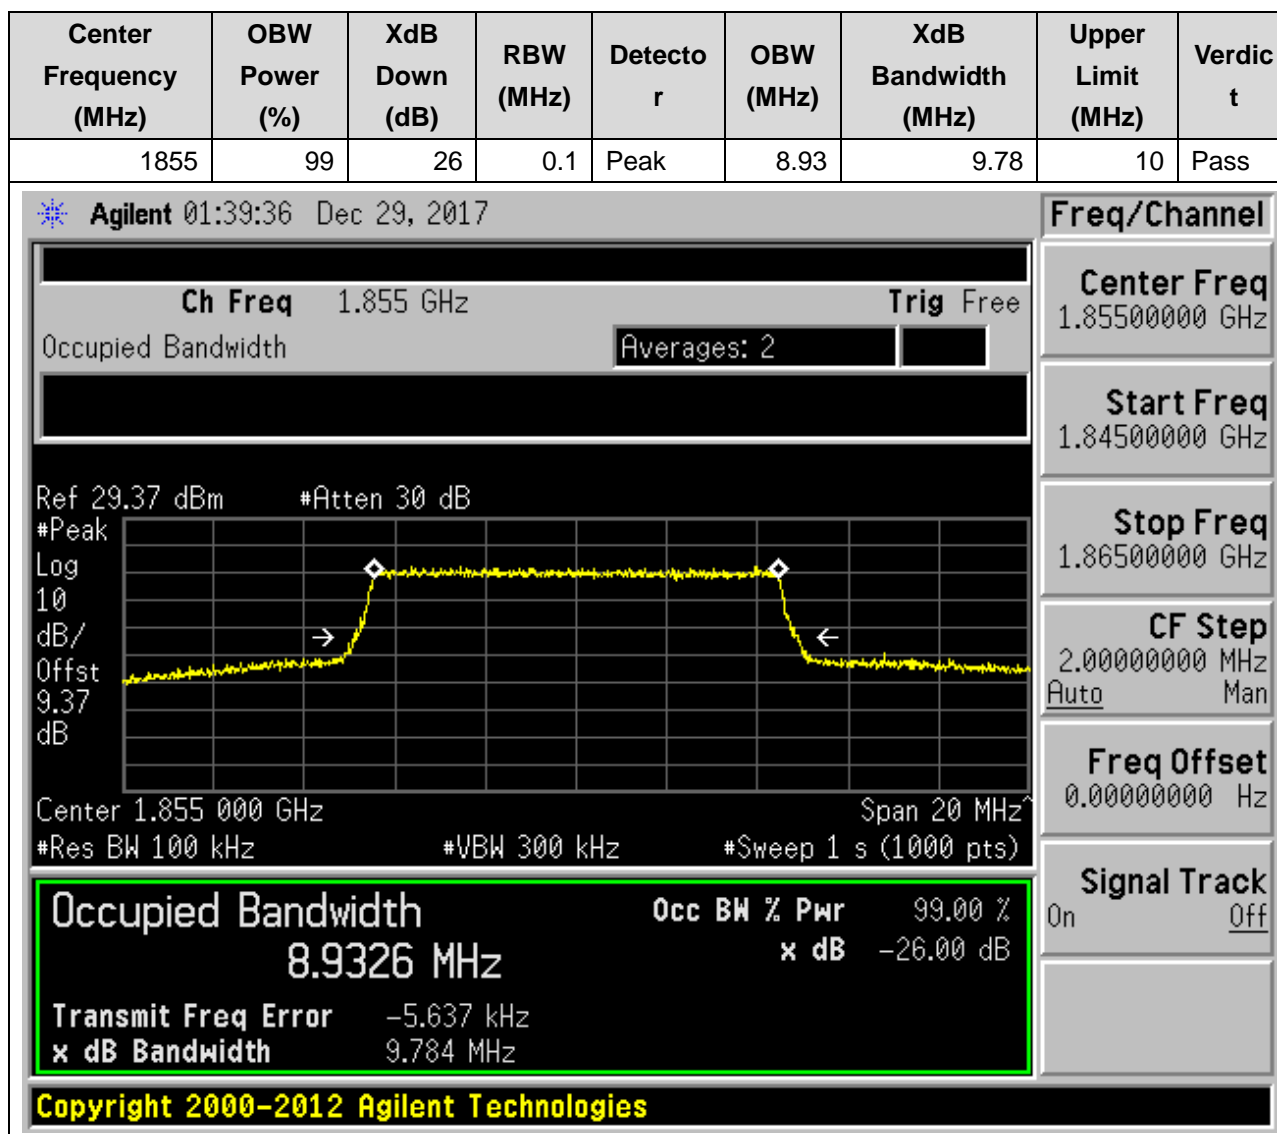 Center Frequency (MHz) OBW Power (%) XdB Down (dB) RBW (MHz) Detecto r OBW (MHz) XdB Bandwidth (MHz) Upper Limit (MHz) Verdic t
1855 99 26 0.1 Peak 8.93 9.78 10 Pass
Agilent 01:39:36 Dec 29, 2017
Freq/Channel
Ch Freq 1.855 GHz Trig Free
Occupied Bandwidth Averages: 2
Ref 29.37 dBm #Atten 30 dB
#Peak
Log
10
dB/
Offst
9.37
dB
Center 1.855 000 GHz Span 20 MHz^
#Res BW 100 kHz #VBW 300 kHz #Sweep 1 s (1000 pts)
Occupied Bandwidth Occ BW % Pwr 99.00 %
8.9326 MHz x dB -26.00 dB
Transmit Freq Error -5.637 kHz
x dB Bandwidth 9.784 MHz
Center Freq
1.85500000 GHz
Start Freq
1.84500000 GHz
Stop Freq
1.86500000 GHz
CF Step
2.00000000 MHz
Auto Man
Freq Offset
0.00000000 Hz
Signal Track
On Off
Copyright 2000-2012 Agilent Technologies